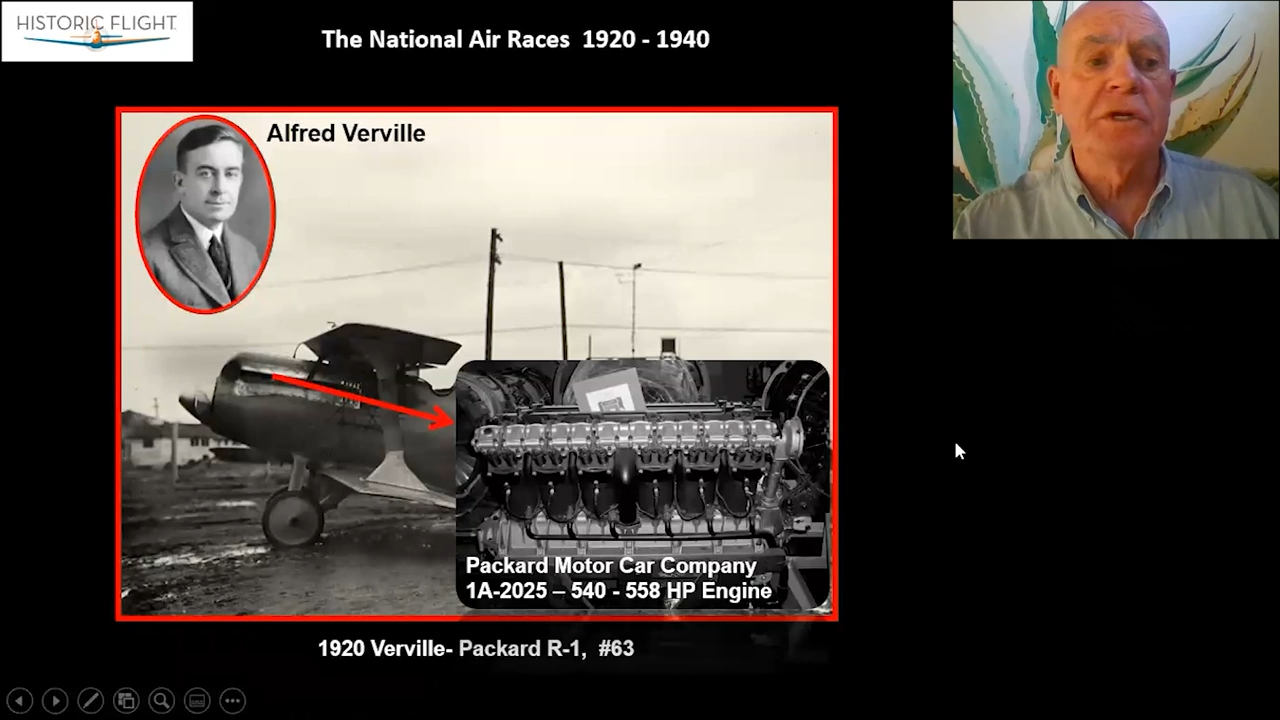 HISTORIC FLIGHT
The National Air Races 1920 - 1940
Alfred Verville
Packard Motor Car Company
1A-2025 – 540 - 558 HP Engine
1920 Verville- Packard R-1, #63